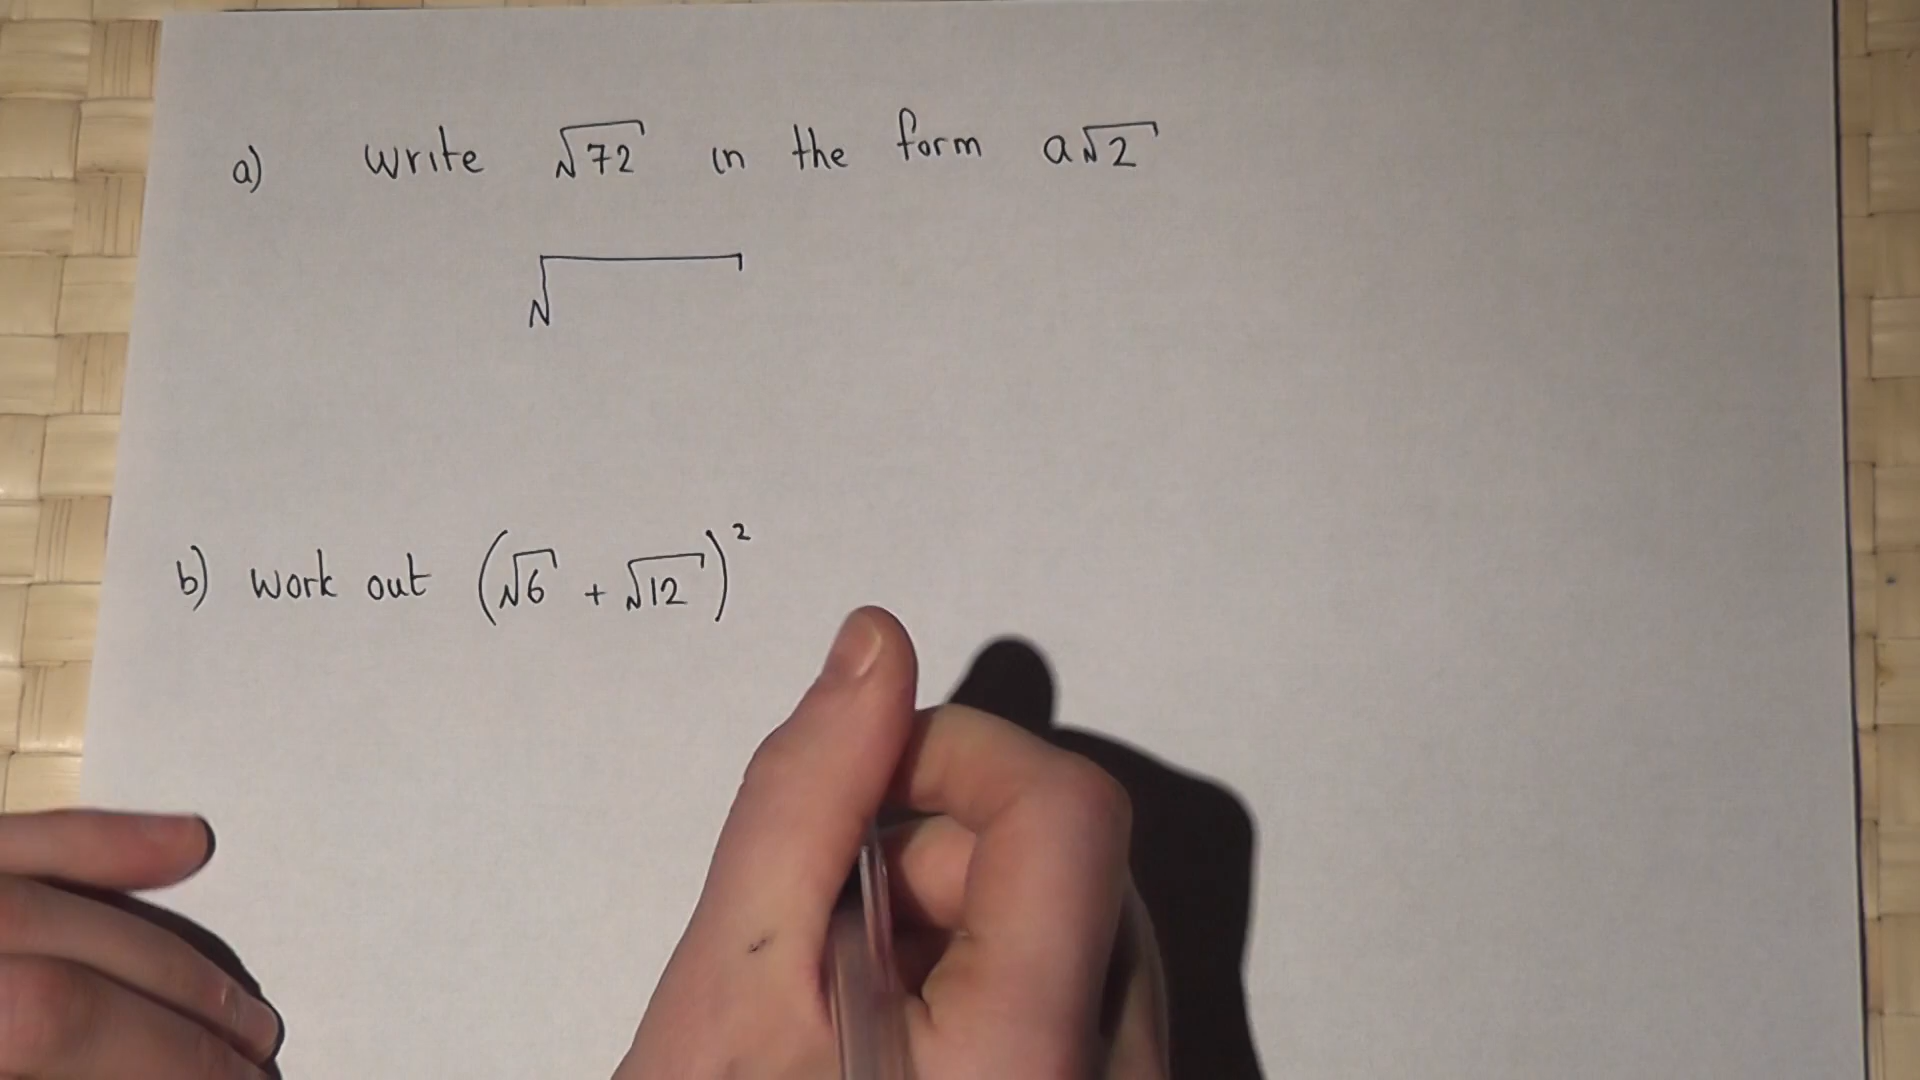 a) write √72 in the form a√2
√
b) work out (√6 + √12)²